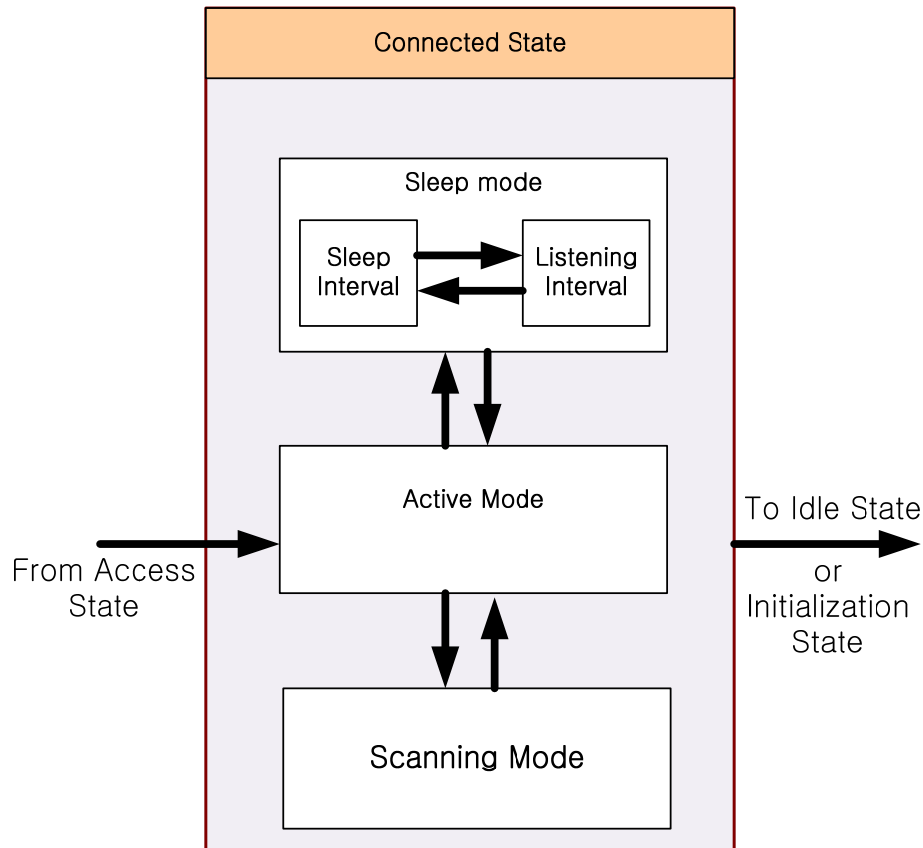 Connected State
Sleep mode
Sleep
Interval
Listening
Interval
Active Mode
From Access
State
To Idle State
or
Initialization
State
Scanning Mode